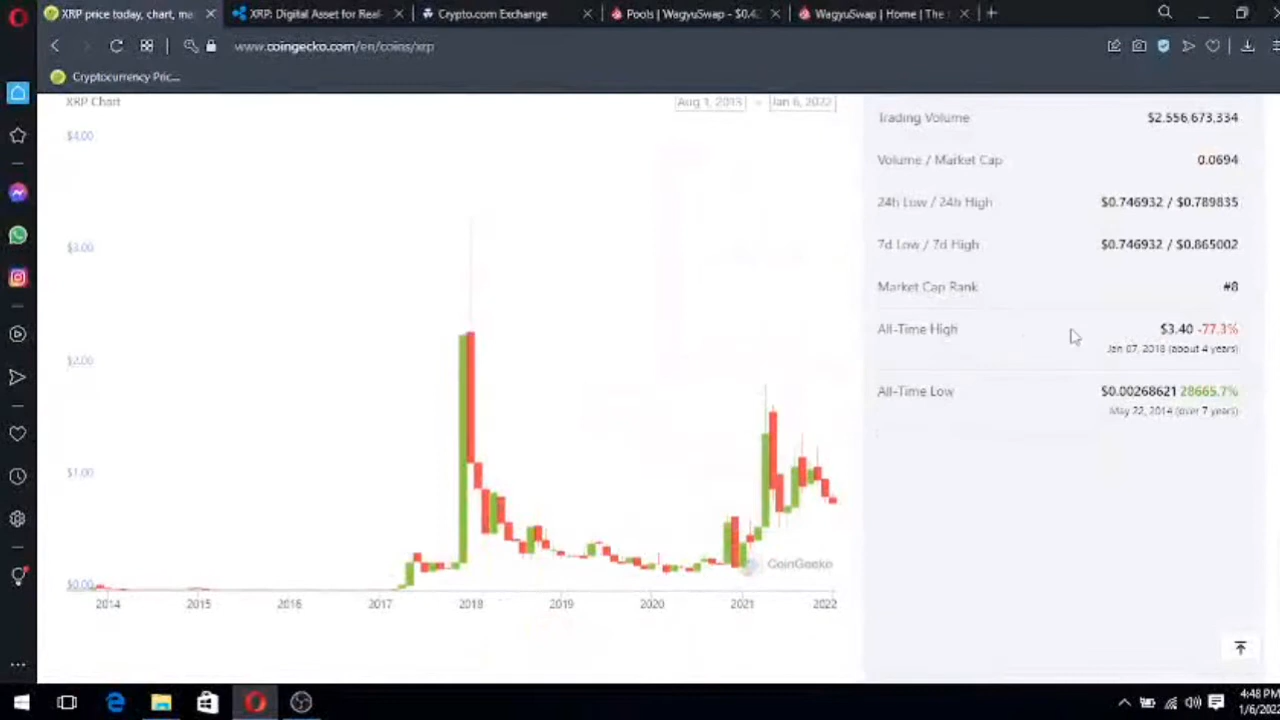 XRP price today, chart, ma
XRP: Digital Asset for Real-
Crypto.com Exchange
Pools | WagyuSwap - $0.4
WagyuSwap | Home | The
www.coingecko.com/en/coins/xrp
Cryptocurrency Pric...
XRP Chart
Aug 1, 2013
Jan 6, 2022
$4.00
$3.00
$2.00
$1.00
$0.00
2014
2015
2016
2017
2018
2019
2020
2021
2022
CoinGecko
Trading Volume
$2,556,673,334
Volume / Market Cap
0.0694
24h Low / 24h High
$0.746932 / $0.789835
7d Low / 7d High
$0.746932 / $0.865002
Market Cap Rank
#8
All-Time High
$3.40 -77.3%
Jan 07, 2018 (about 4 years)
All-Time Low
$0.00268621 28665.7%
May 22, 2014 (over 7 years)
4:48 PM
1/6/2022